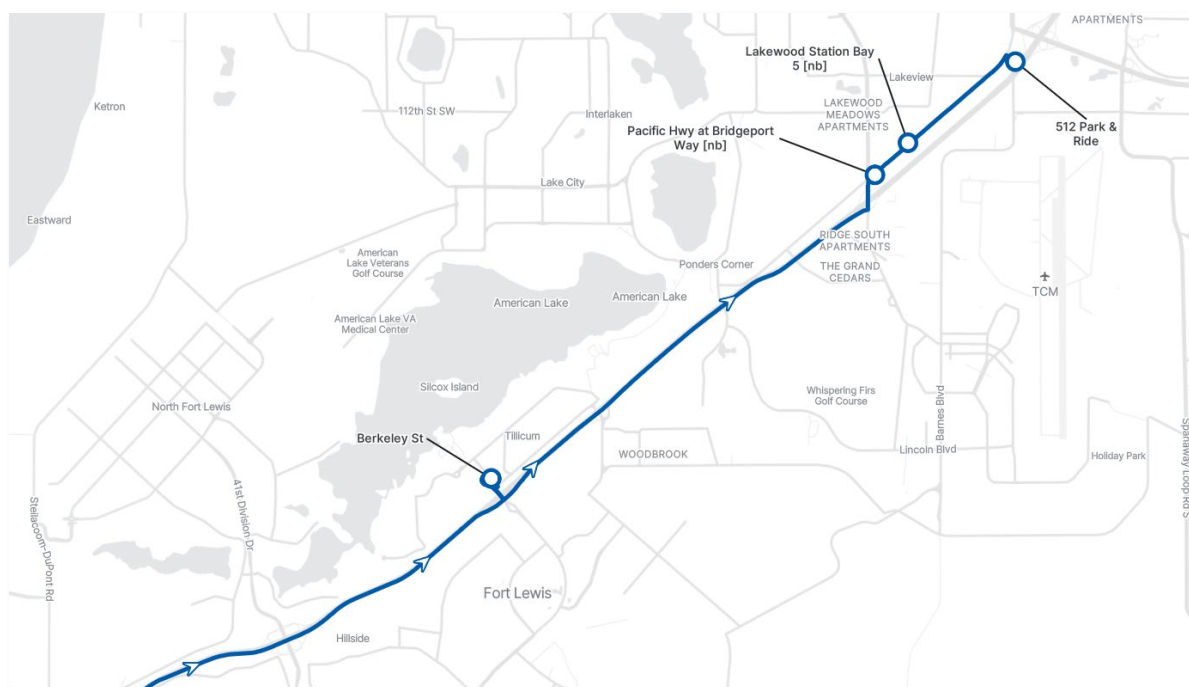 APARTMENTS
Lakewood Station Bay
5 [nb]
Lakeview
Ketron
LAKEWOOD
MEADOWS
APARTMENTS
112th St SW
Interlaken
Pacific Hwy at Bridgeport
Way [nb]
512 Park &
Ride
Lake City
Eastward
RIDGE SOUTH
APARTMENTS
American
Lake Veterans
Golf Course
Ponders Corner
THE GRAND
CEDARS
TCM
American Lake
American Lake
American Lake VA
Medical Center
Silcox Island
Whispering Firs
Golf Course
E Barnes Blvd
North Fort Lewis
Spanaway Loop Rd S
Berkeley St
Tillicum
WOODBROOK
Lincoln Blvd
Holiday Park
Steilacoom-DuPont Rd
41st Division Dr
Fort Lewis
Hillside